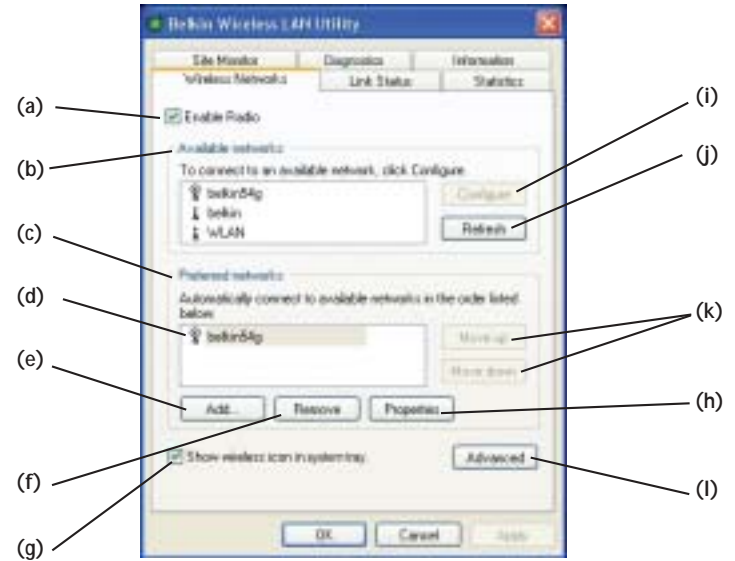 Belkin Wireless LAN Utility
Site Monitor Diagnostics Information
Wireless Networks Link Status Statistics
(a)
Enable Radio
(i)
(b)
Available networks
To connect to an available network, click Configure.
(j)
belkin54g
Configure
belkin
WLAN
Refresh
(c)
Preferred networks
Automatically connect to available networks in the order listed
below:
(d)
belkin54g
Move up
(k)
Move down
(e)
Add... Remove Properties
(h)
Show wireless icon in system tray.
Advanced
(f)
(l)
(g)
OK Cancel Apply